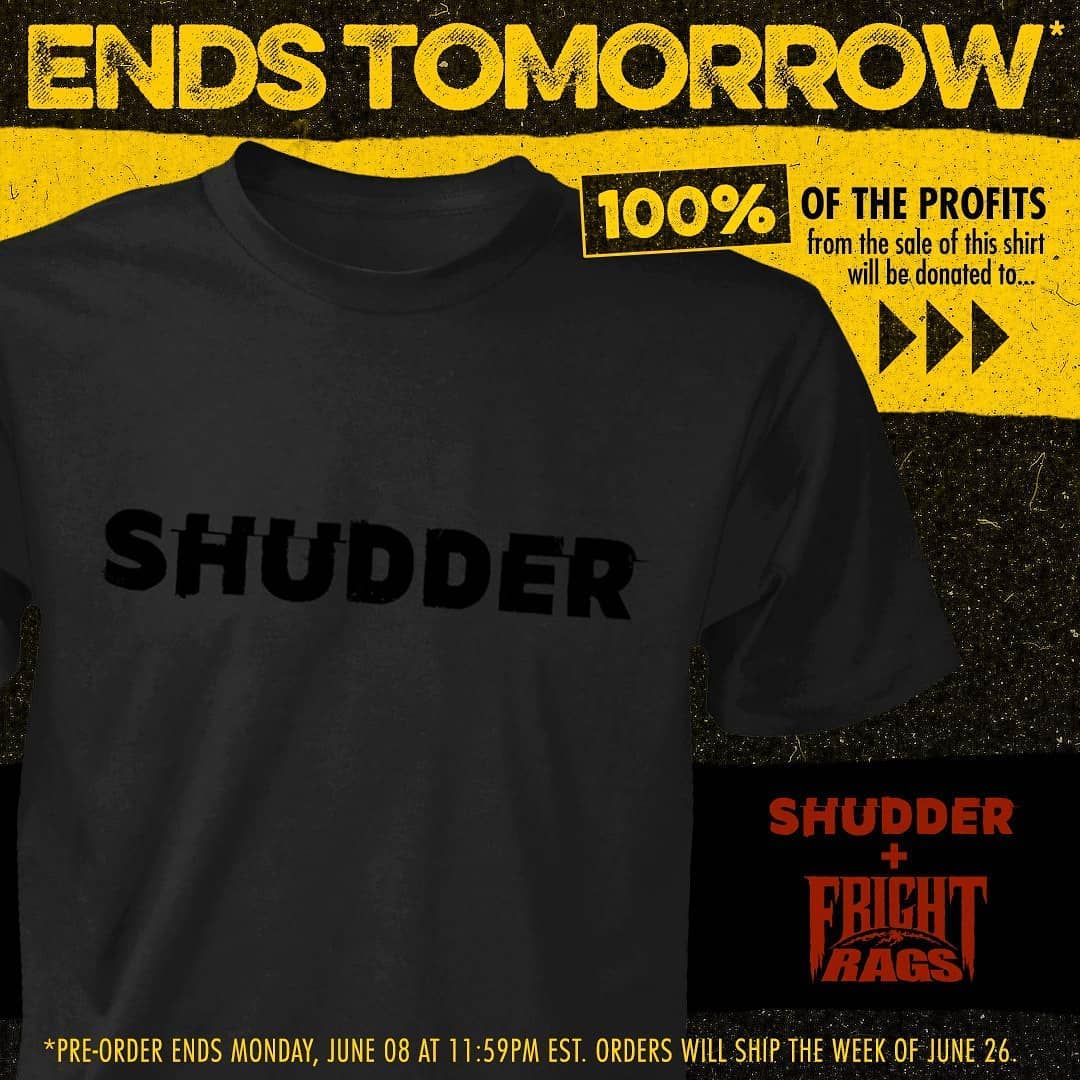 ENDS TOMORROW*
100% OF THE PROFITS
from the sale of this shirt
will be donated to...
SHUDDER
SHUDDER
+
FRIGHT
RAGS
*PRE-ORDER ENDS MONDAY, JUNE 08 AT 11:59PM EST. ORDERS WILL SHIP THE WEEK OF JUNE 26.